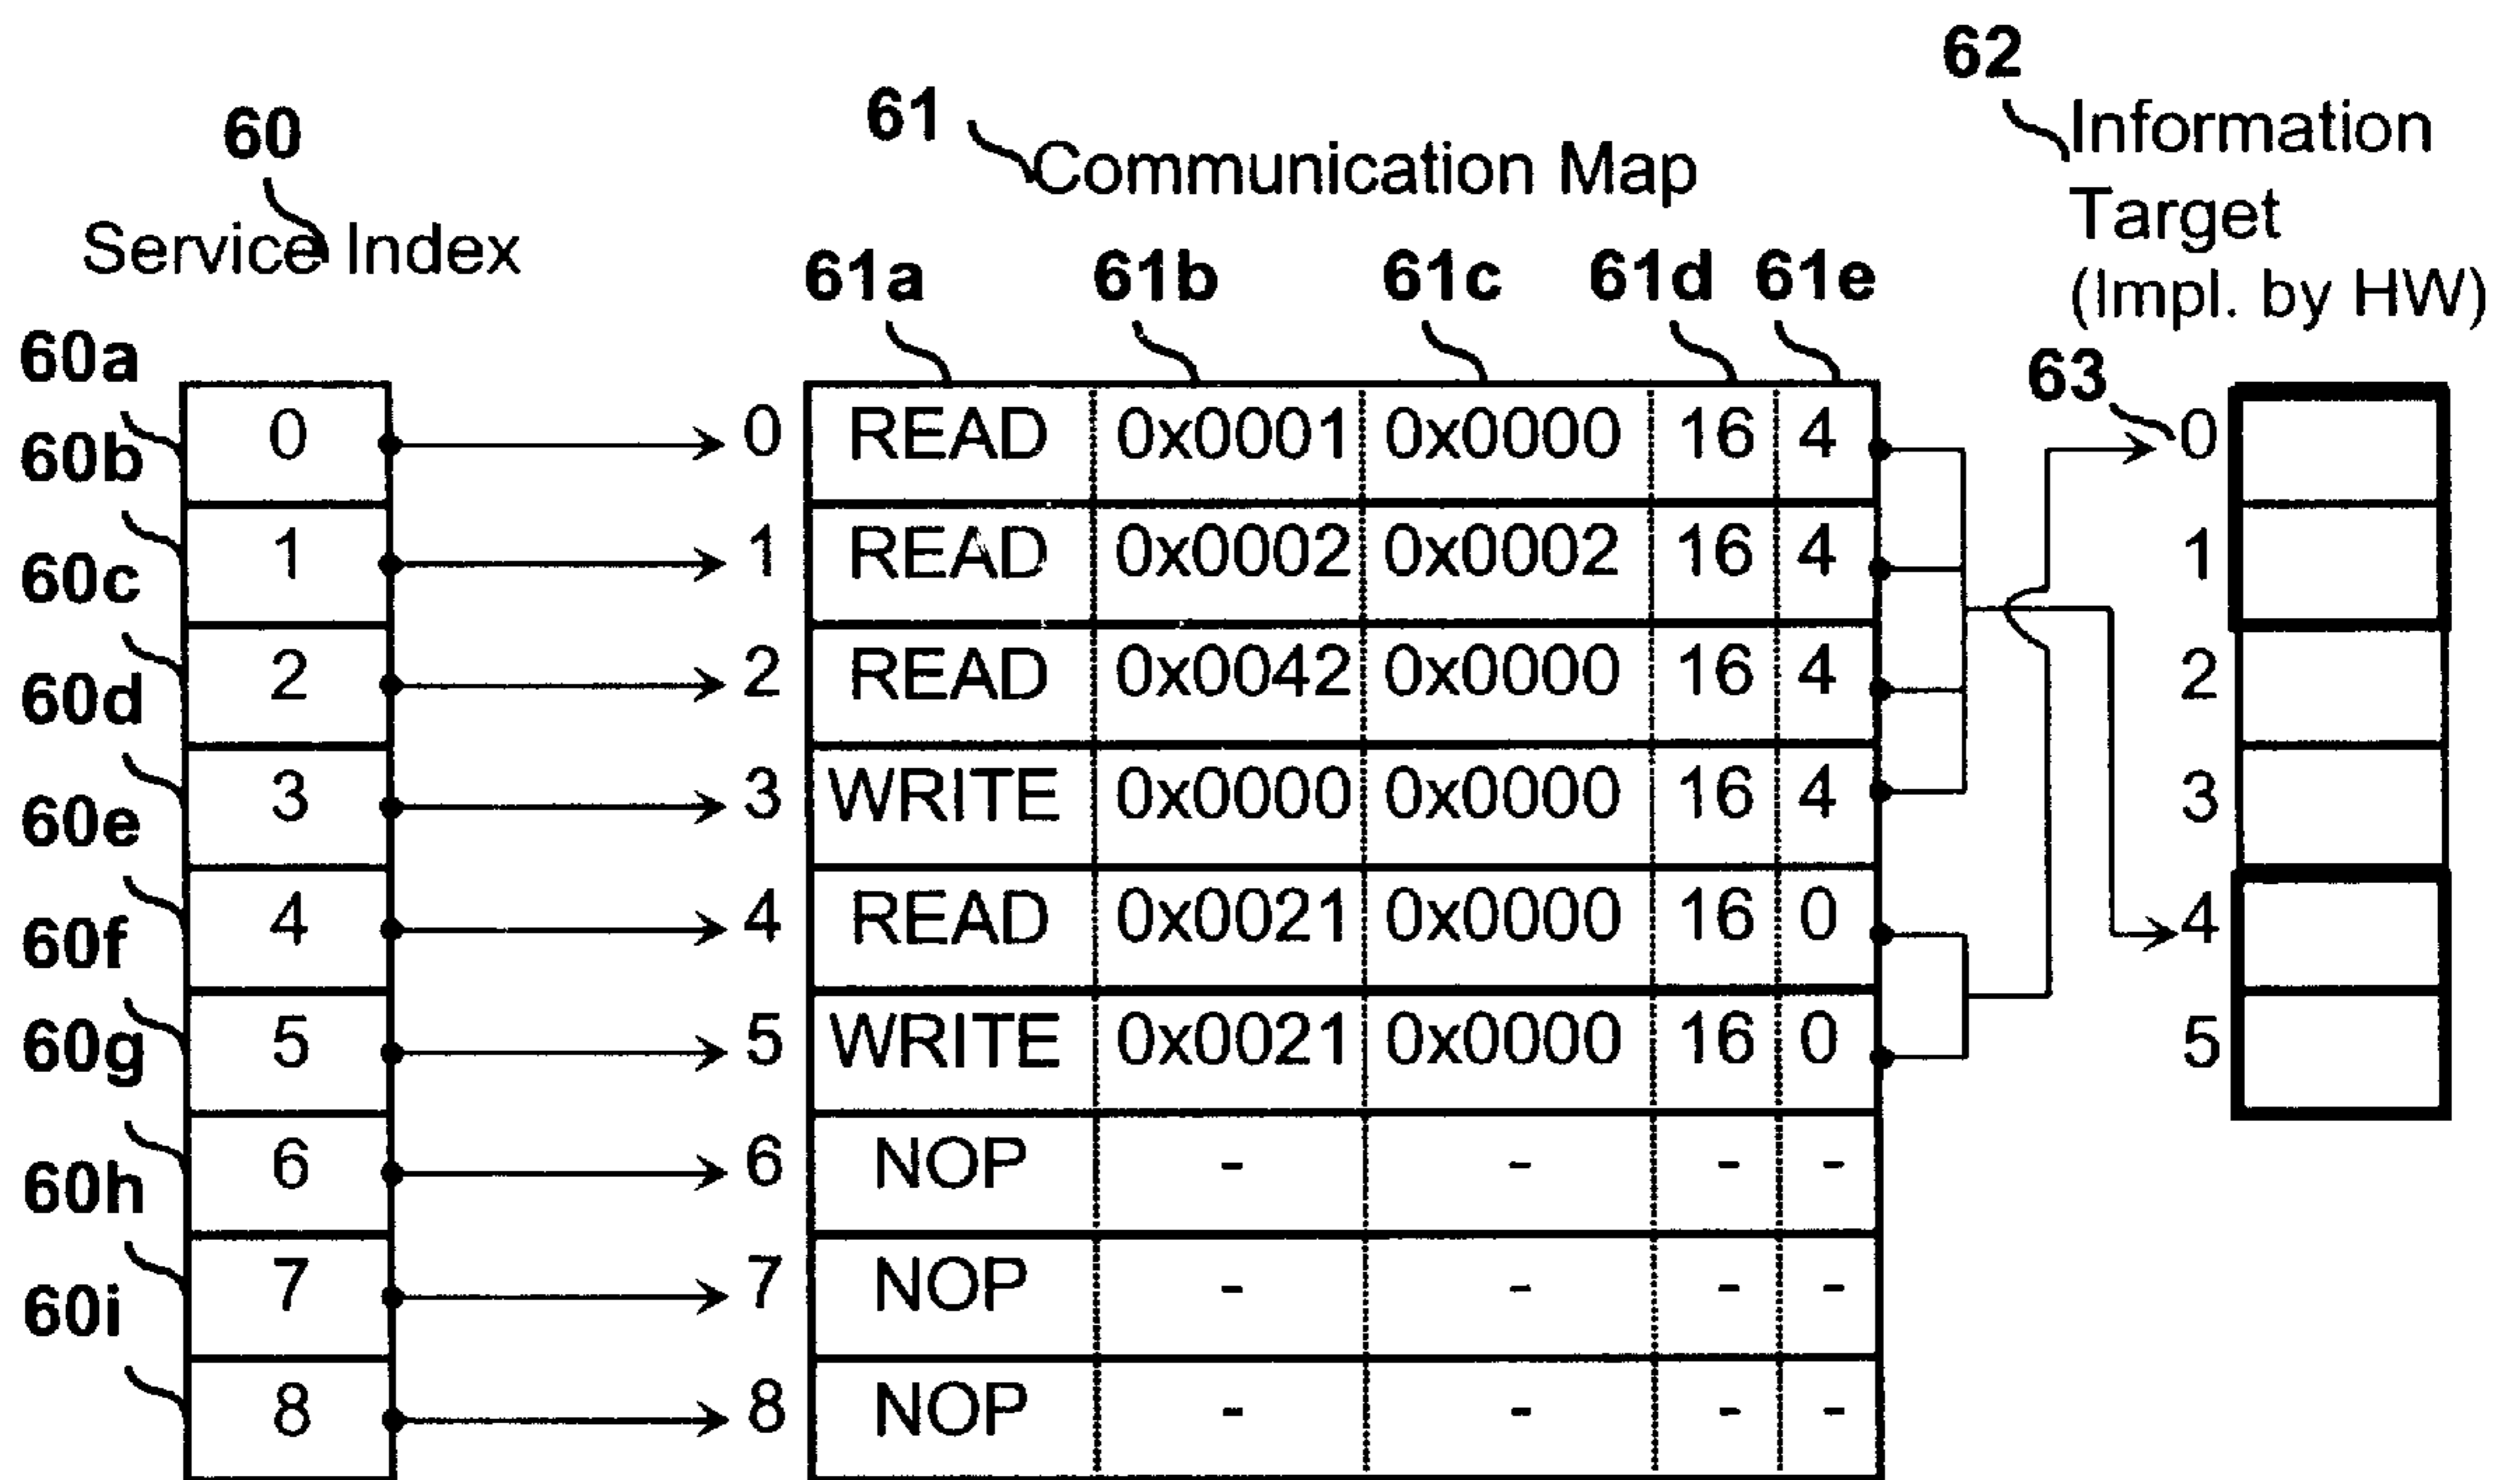 62
61
Information
60
Communication Map
Target
Service Index
61a 61b 61c 61d 61e
(Impl. by HW)
60a
63
0 0 READ 0x0001 0x0000 16 4 0
60b
1 1 READ 0x0002 0x0002 16 4 1
60c
2 2 READ 0x0042 0x0000 16 4 2
60d
3 3 WRITE 0x0000 0x0000 16 4 3
60e
4 4 READ 0x0021 0x0000 16 0 4
60f
5 5 WRITE 0x0021 0x0000 16 0 5
60g
6 6 NOP - - - -
60h
7 7 NOP - - - -
60i
8 8 NOP - - - -